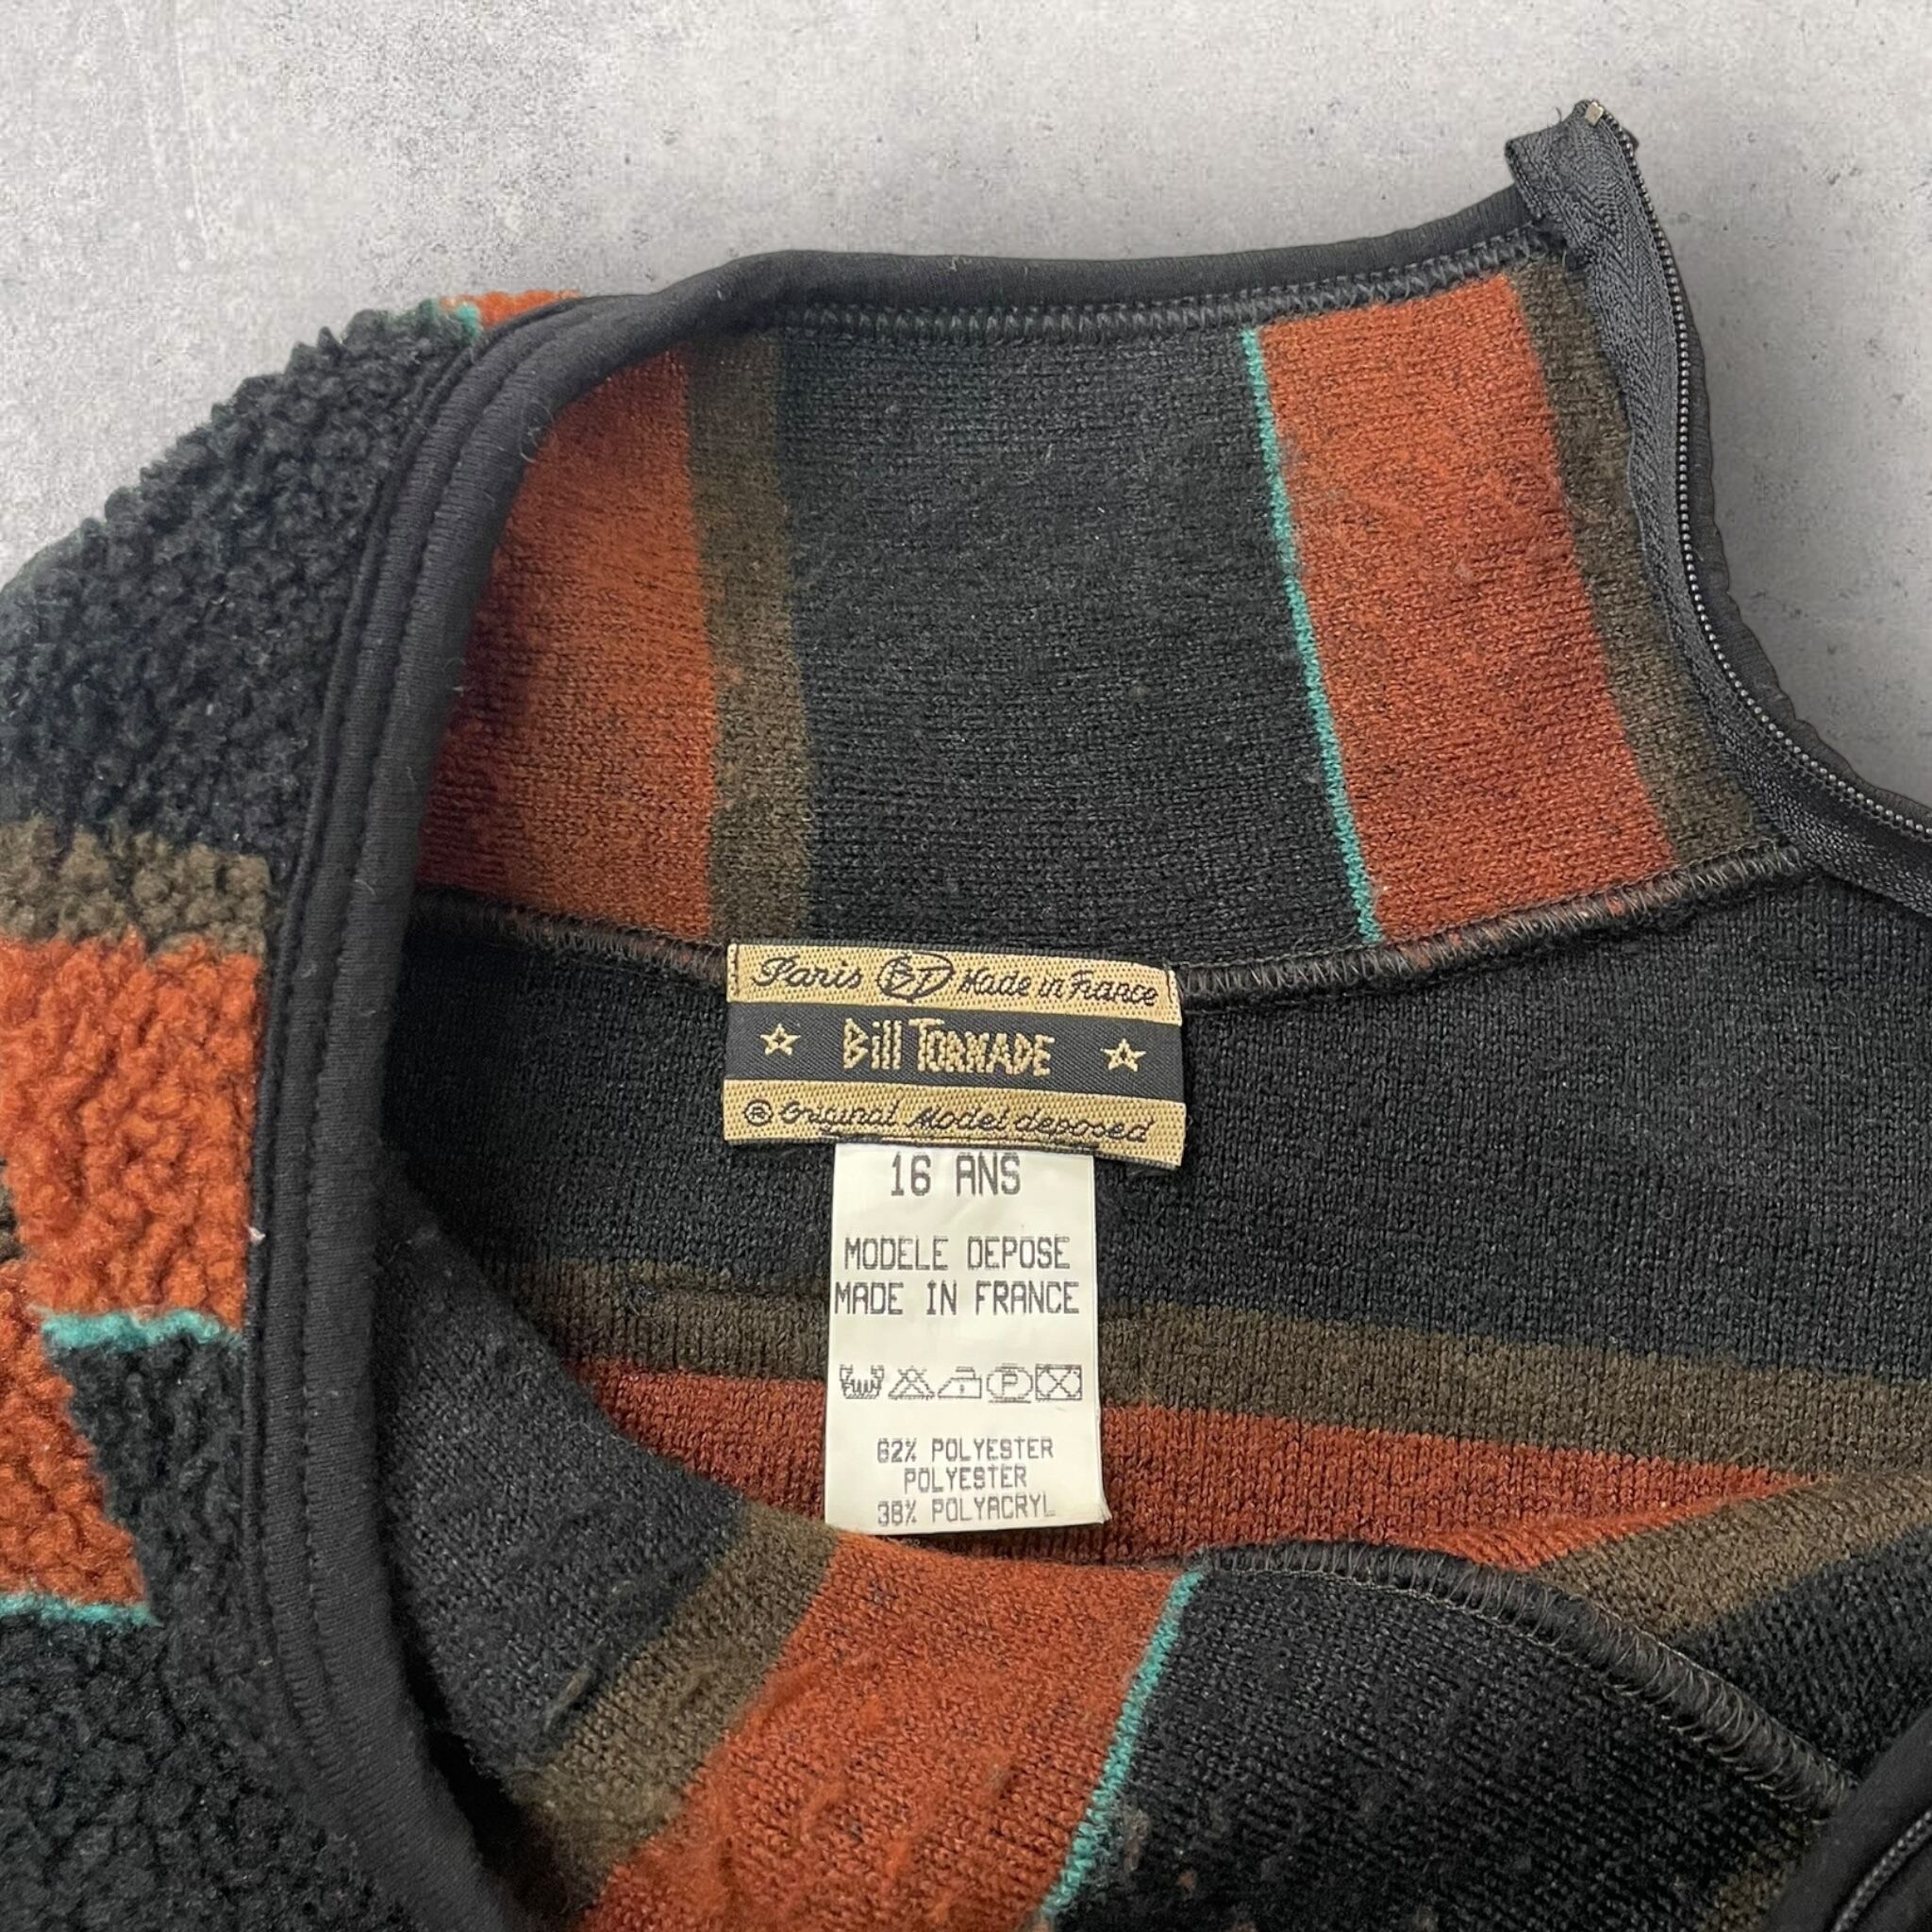 Paris BT Made in France
Bill TORNADE
® Original Model deposed
16 ANS
MODELE DEPOSE
MADE IN FRANCE
P
62% POLYESTER
POLYESTER
38% POLYACRYL